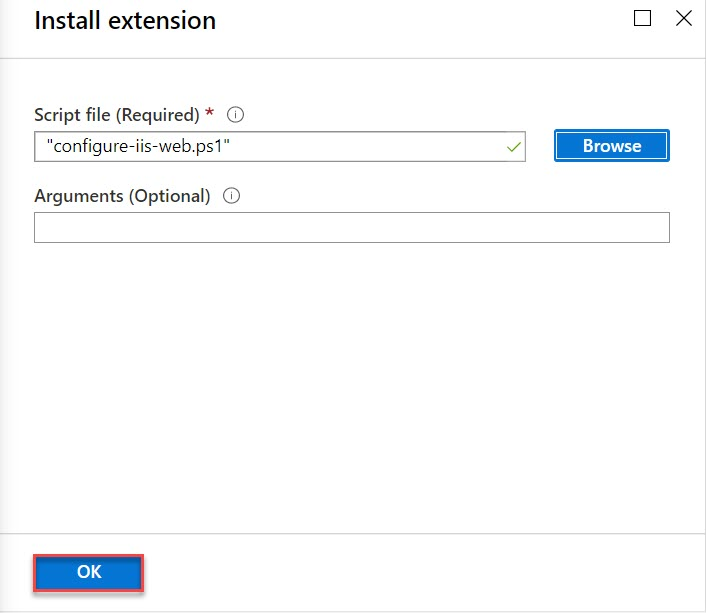 Install extension
Script file (Required) *
"configure-iis-web.ps1"
Browse
Arguments (Optional)
OK